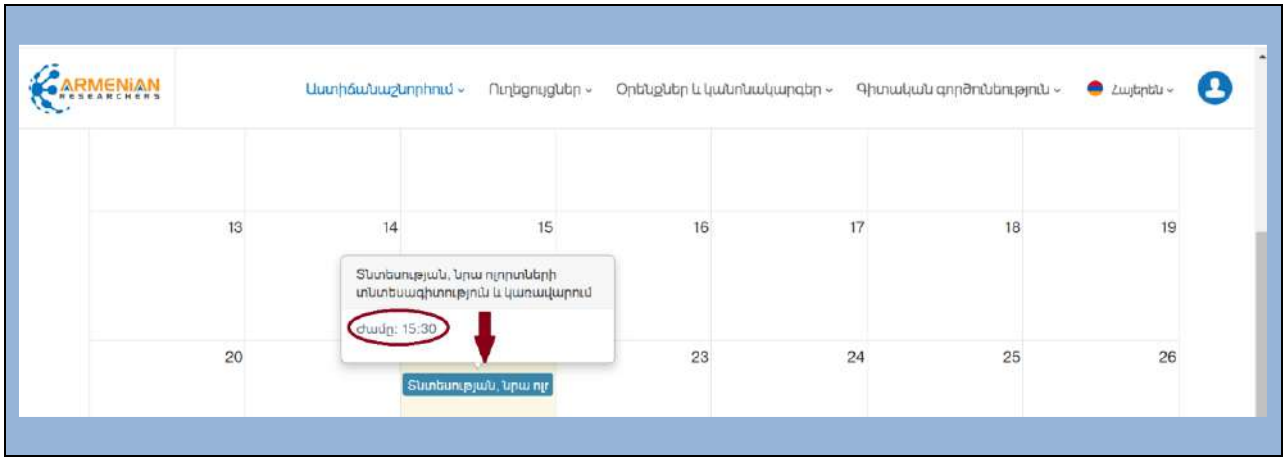 ARMENIAN
RESEARCHERS
Աստիճանաշնորհում
Ուղեցույցներ
Օրենքներ և կանոնակարգեր
Գիտական գործունեություն
Հայերեն
13 14 15 16 17 18 19
Տնտեսության, նրա ոլորտների
տնտեսագիտություն և կառավարում
Ժամը: 15:30
20 23 24 25 26
Տնտեսության, նրա ոլր